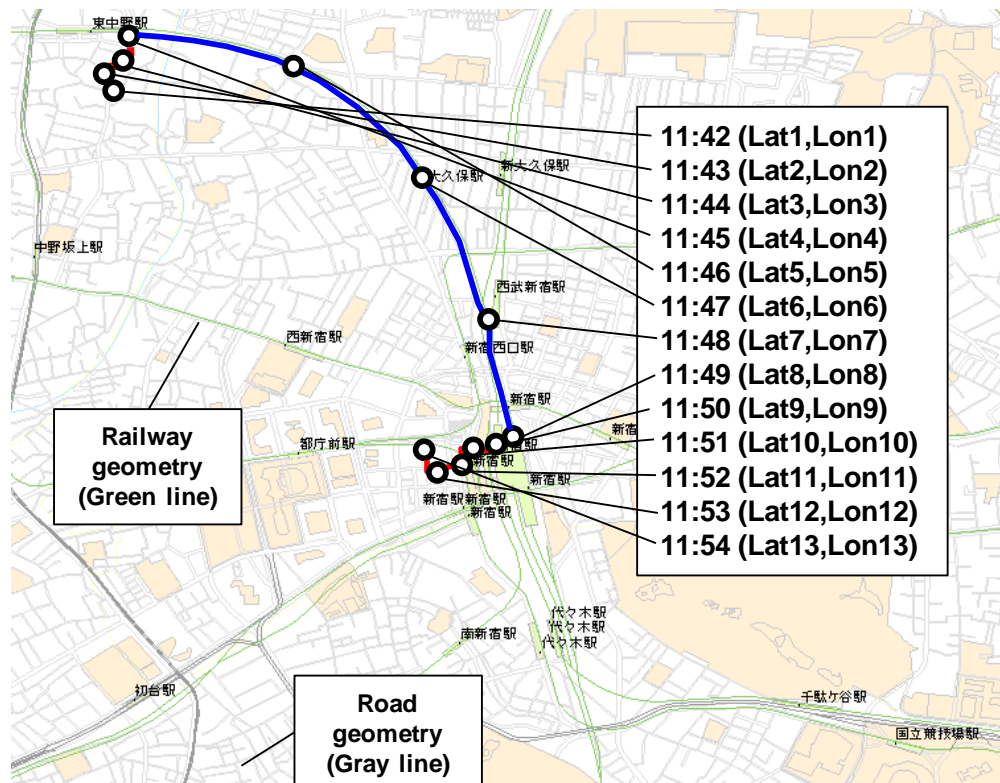 東中野駅
新大久保駅
大久保駅
11:42 (Lat1,Lon1)
11:43 (Lat2,Lon2)
11:44 (Lat3,Lon3)
11:45 (Lat4,Lon4)
11:46 (Lat5,Lon5)
11:47 (Lat6,Lon6)
11:48 (Lat7,Lon7)
11:49 (Lat8,Lon8)
11:50 (Lat9,Lon9)
11:51 (Lat10,Lon10)
11:52 (Lat11,Lon11)
11:53 (Lat12,Lon12)
11:54 (Lat13,Lon13)
中野坂上駅
西武新宿駅
西新宿駅
新宿西口駅
新宿駅
Railway
geometry
(Green line)
都庁前駅
新宿駅
新宿駅
新宿駅
新宿駅新宿駅
新宿駅
代々木駅
代々木駅
代々木駅
南新宿駅
初台駅
Road
geometry
(Gray line)
千駄ケ谷駅
国立競技場駅